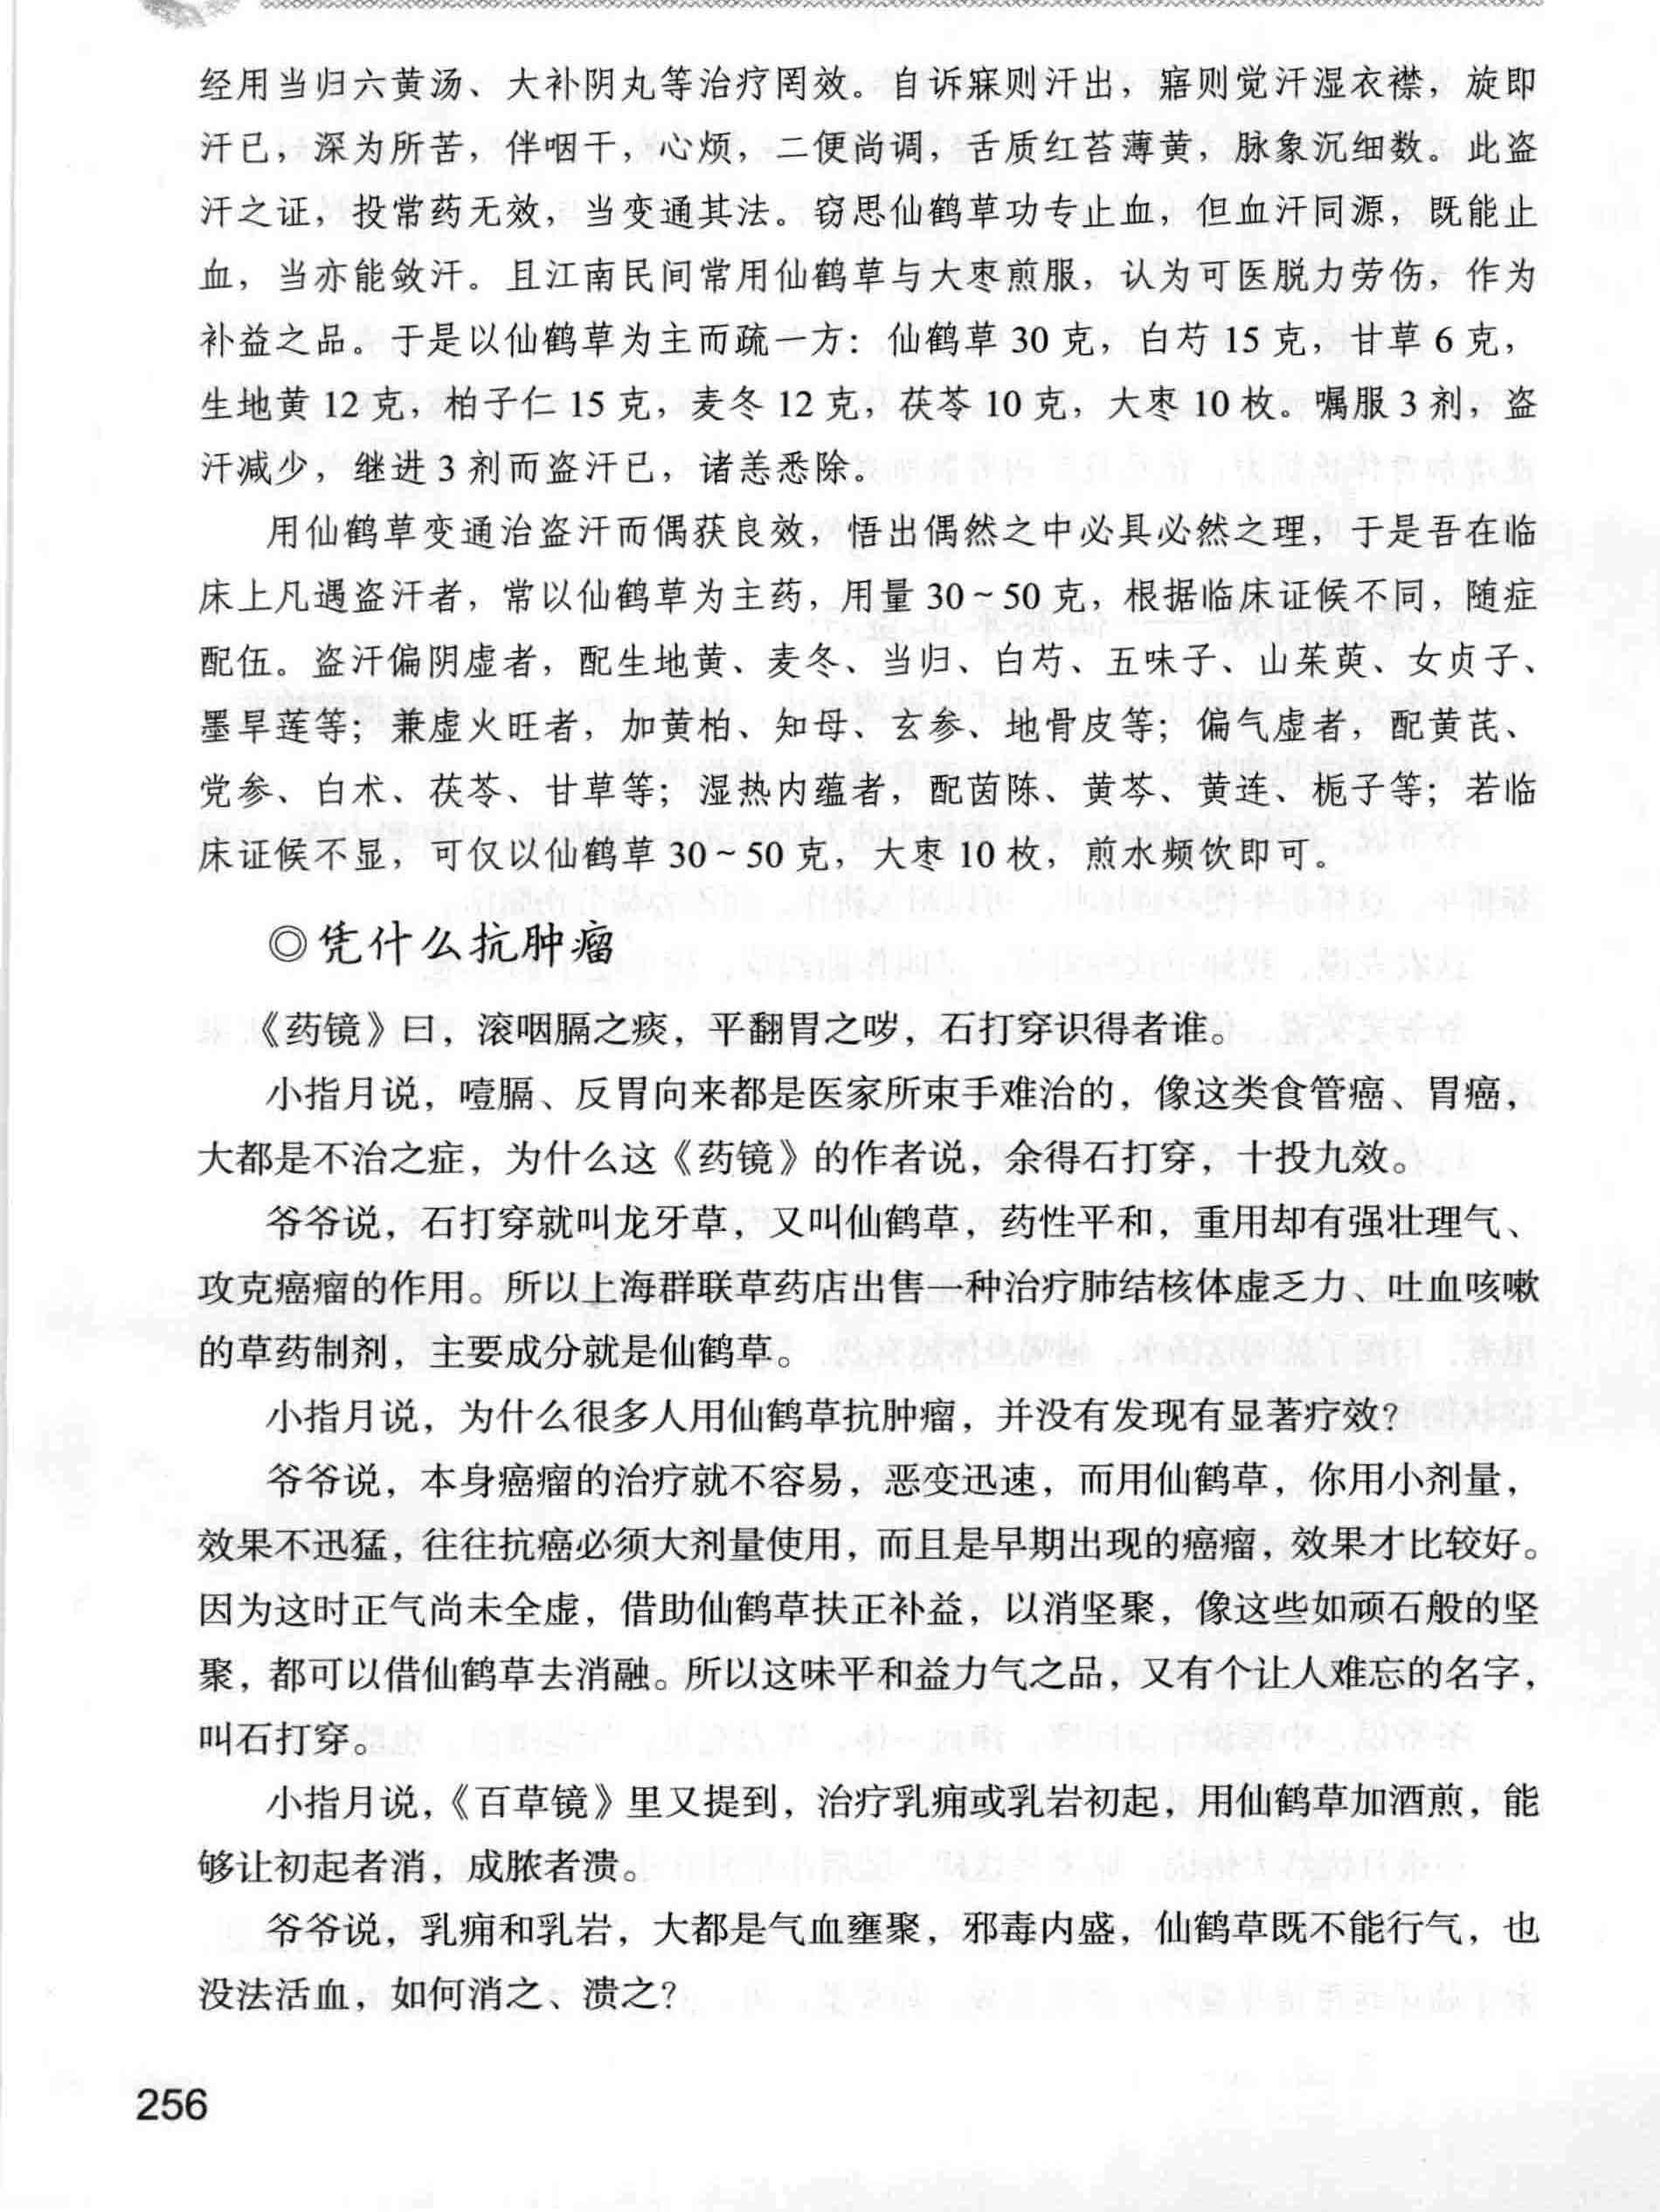 经用当归六黄汤、大补阴丸等治疗罔效。自诉寐则汗出，寤则觉汗湿衣襟，旋即
汗已，深为所苦，伴咽干，心烦，二便尚调，舌质红苔薄黄，脉象沉细数。此盗
汗之证，投常药无效，当变通其法。窃思仙鹤草功专止血，但血汗同源，既能止
血，当亦能敛汗。且江南民间常用仙鹤草与大枣煎服，认为可医脱力劳伤，作为
补益之品。于是以仙鹤草为主而疏一方：仙鹤草 30 克，白芍 15 克，甘草 6 克，
生地黄 12 克，柏子仁 15 克，麦冬 12 克，茯苓 10 克，大枣 10 枚。嘱服 3 剂，盗
汗减少，继进 3 剂而盗汗已，诸恙悉除。
用仙鹤草变通治盗汗而偶获良效，悟出偶然之中必具必然之理，于是吾在临
床上凡遇盗汗者，常以仙鹤草为主药，用量 30～50 克，根据临床证候不同，随症
配伍。盗汗偏阴虚者，配生地黄、麦冬、当归、白芍、五味子、山茱萸、女贞子、
墨旱莲等；兼虚火旺者，加黄柏、知母、玄参、地骨皮等；偏气虚者，配黄芪、
党参、白术、茯苓、甘草等；湿热内蕴者，配茵陈、黄芩、黄连、栀子等；若临
床证候不显，可仅以仙鹤草 30～50 克，大枣 10 枚，煎水频饮即可。
◎凭什么抗肿瘤
《药镜》曰，滚咽膈之痰，平翻胃之哕，石打穿识得者谁。
小指月说，噎膈、反胃向来都是医家所束手难治的，像这类食管癌、胃癌，
大都是不治之症，为什么这《药镜》的作者说，余得石打穿，十投九效。
爷爷说，石打穿就叫龙牙草，又叫仙鹤草，药性平和，重用却有强壮理气、
攻克癌瘤的作用。所以上海群联草药店出售一种治疗肺结核体虚乏力、吐血咳嗽
的草药制剂，主要成分就是仙鹤草。
小指月说，为什么很多人用仙鹤草抗肿瘤，并没有发现有显著疗效？
爷爷说，本身癌瘤的治疗就不容易，恶变迅速，而用仙鹤草，你用小剂量，
效果不迅猛，往往抗癌必须大剂量使用，而且是早期出现的癌瘤，效果才比较好。
因为这时正气尚未全虚，借助仙鹤草扶正补益，以消坚聚，像这些如顽石般的坚
聚，都可以借仙鹤草去消融。所以这味平和益力气之品，又有个让人难忘的名字，
叫石打穿。
小指月说，《百草镜》里又提到，治疗乳痈或乳岩初起，用仙鹤草加酒煎，能
够让初起者消，成脓者溃。
爷爷说，乳痈和乳岩，大都是气血壅聚，邪毒内盛，仙鹤草既不能行气，也
没法活血，如何消之、溃之？
256